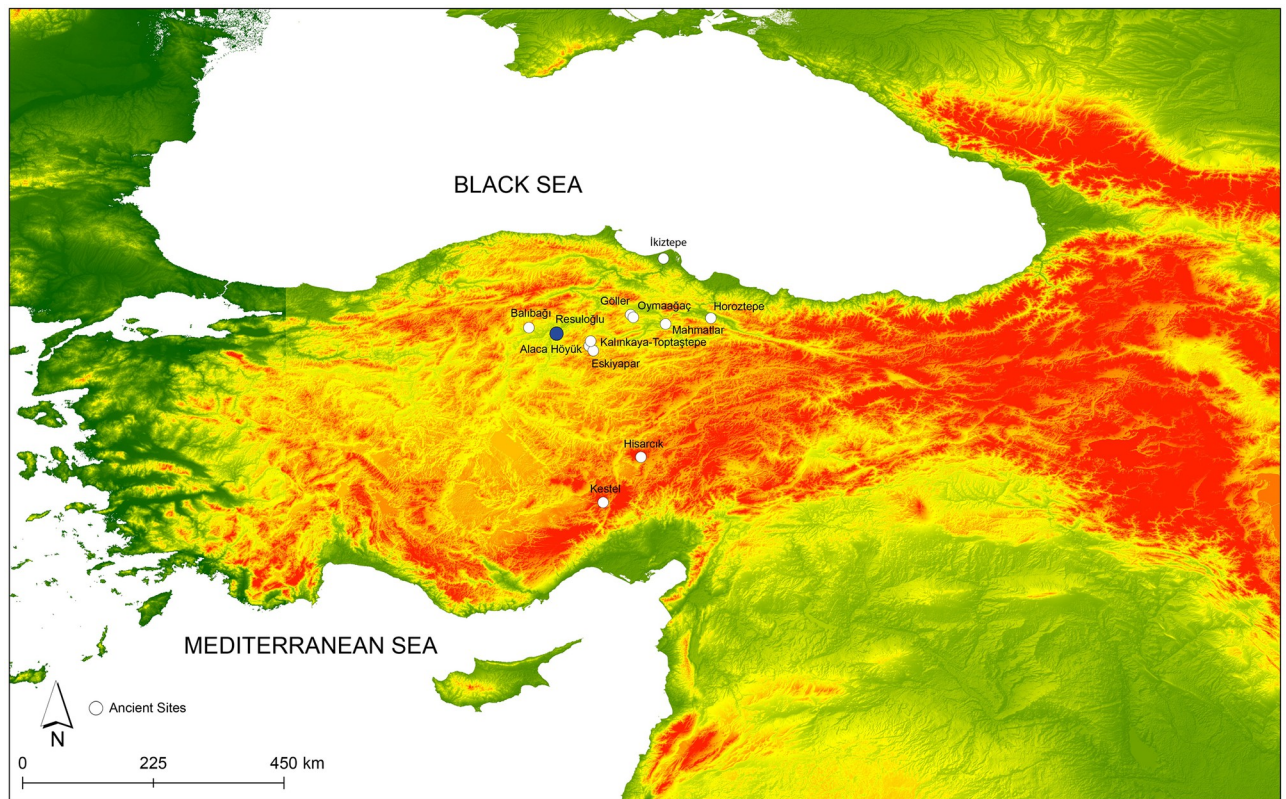 BLACK SEA
İkiztepe
Göller
Oymaağaç
Horoztepe
Balıbağı
Resuloğlu
Mahmatlar
Kalınkaya-Toptaştepe
Alaca Höyük
Eskiyapar
Hisarcık
Kestel
MEDITERRANEAN SEA
Ancient Sites
N
0 225 450 km